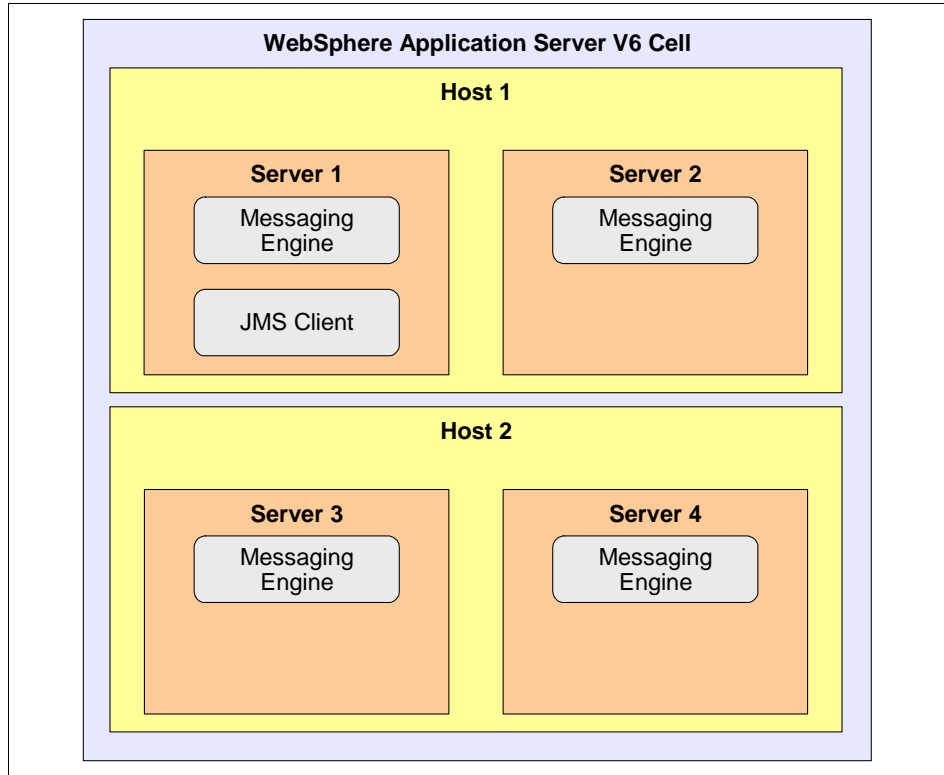 WebSphere Application Server V6 Cell
Host 1
Server 1
Messaging
Engine
JMS Client
Server 2
Messaging
Engine
Host 2
Server 3
Messaging
Engine
Server 4
Messaging
Engine